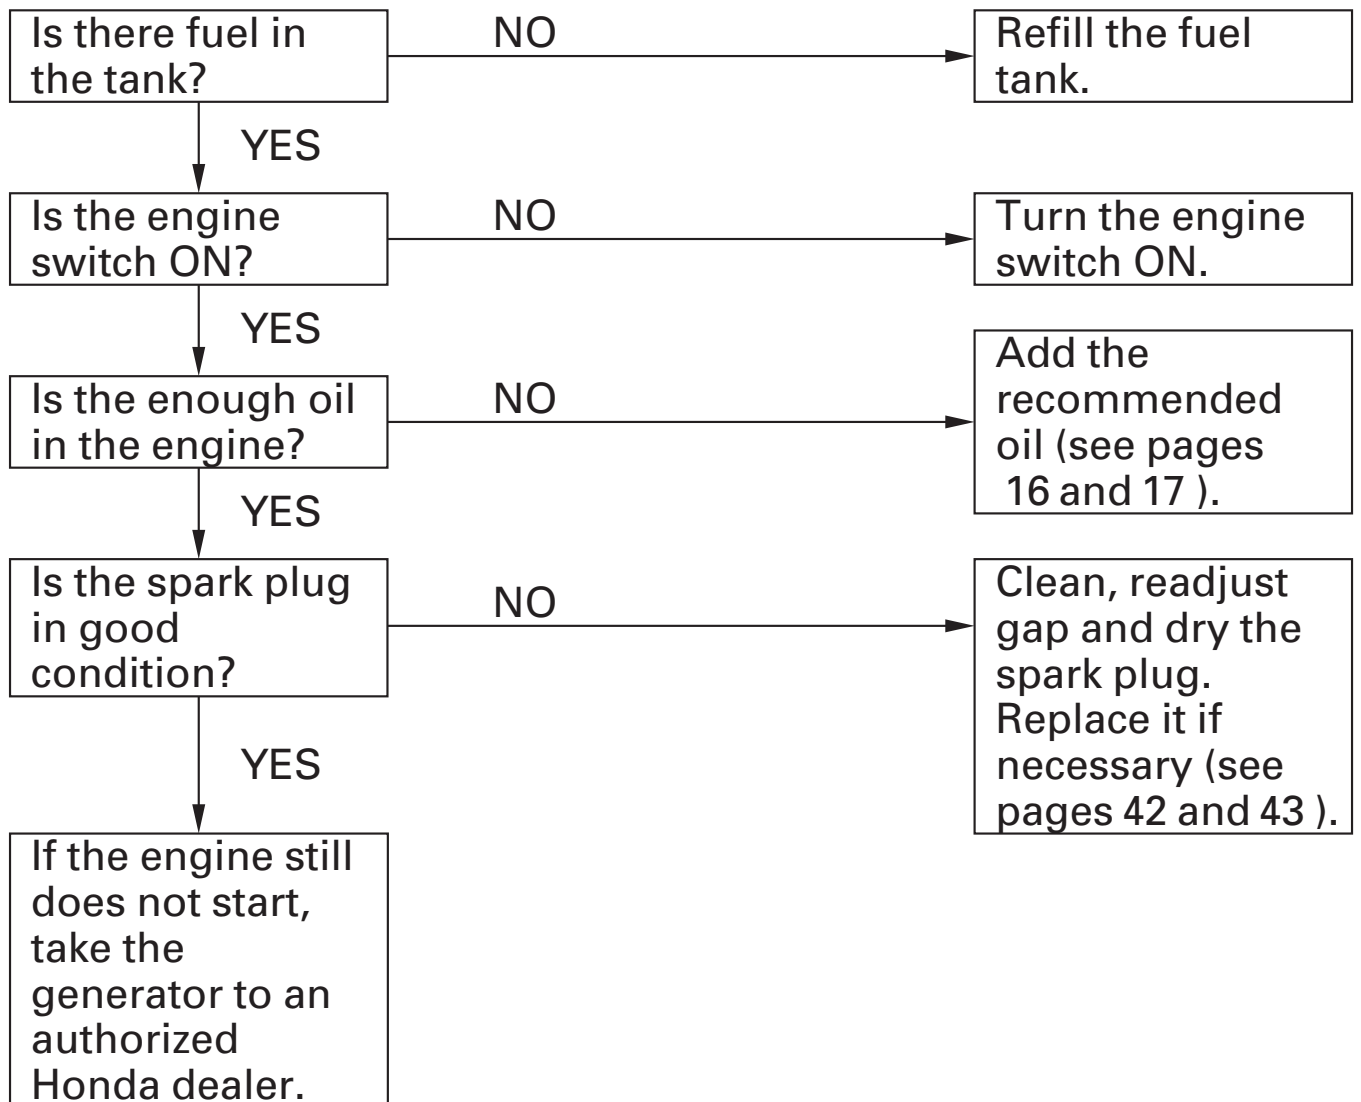 Is there fuel in
the tank?
NO
Refill the fuel
tank.
YES
Is the engine
switch ON?
NO
Turn the engine
switch ON.
YES
Is the enough oil
in the engine?
NO
Add the
recommended
oil (see pages
16 and 17 ).
YES
Is the spark plug
in good
condition?
NO
Clean, readjust
gap and dry the
spark plug.
Replace it if
necessary (see
pages 42 and 43 ).
YES
If the engine still
does not start,
take the
generator to an
authorized
Honda dealer.